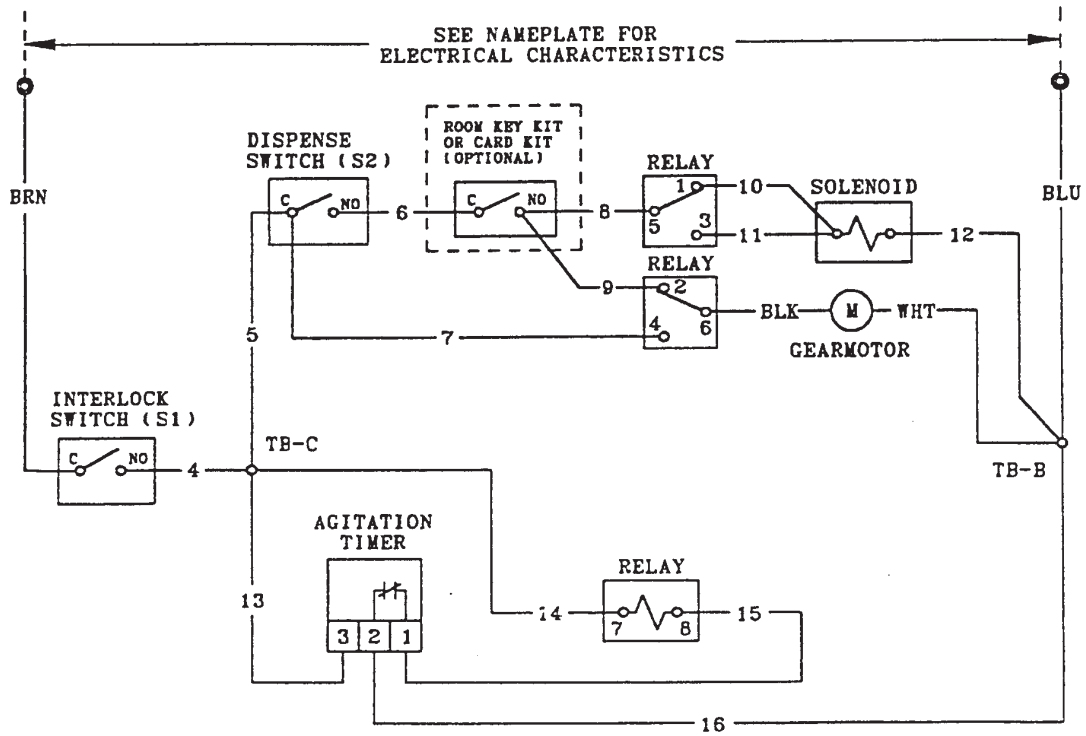 SEE NAMEPLATE FOR
ELECTRICAL CHARACTERISTICS
BRN
BLU
DISPENSE
SWITCH (S2)
C
NO
6
ROOM KEY KIT
OR CARD KIT
(OPTIONAL)
C
NO
8
RELAY
1
5
3
10
11
SOLENOID
12
RELAY
9
2
4
6
7
5
BLK
M
WHT
GEARMOTOR
INTERLOCK
SWITCH (S1)
C
NO
4
TB-C
TB-B
AGITATION
TIMER
3 2 1
13
RELAY
14
7
8
15
16